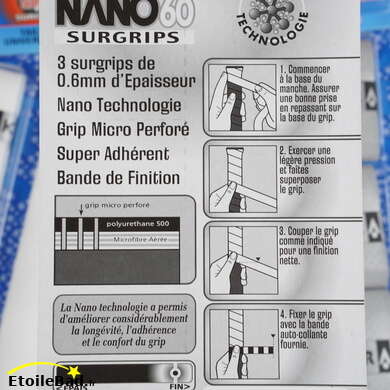 NANO 60
SURGRIPS
TECHNOLOGIE
3 surgrips de
0.6mm d'Epaisseur
Nano Technologie
Grip Micro Perforé
Super Adhérent
Bande de Finition
grip micro perforé
polyurethane 500
Microfibre Aérée
La Nano technologie a permis
d'améliorer considérablement
la longévité, l'adhérence
et le confort du grip
FIN>
1. Commencer
à la base du
manche. Assurer
une bonne prise
en repassant sur
la base du grip.
2. Exercer une
légère pression
et faites
superposer
le grip.
3. Couper le grip
comme indiqué
pour une finition
nette.
4. Fixer le grip
avec la bande
auto-collante
fournie.
EtoileBad.fr